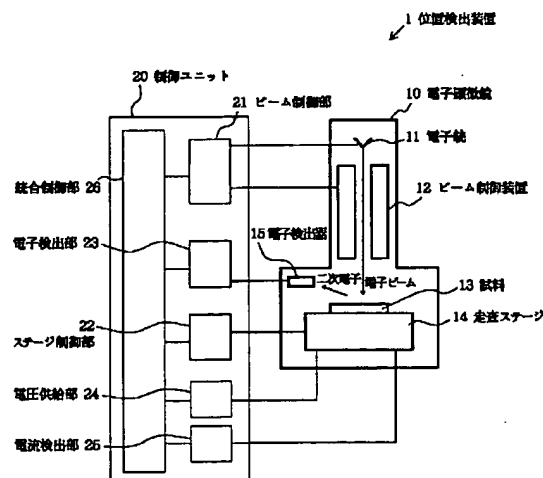 1 位置検出装置
20 制御ユニット
21 ビーム制御部
10 電子顕微鏡
11 電子銃
統合制御部 26
12 ビーム制御装置
電子検出部 23
15 電子検出器
二次電子
電子ビーム
13 試料
22
ステージ制御部
14 走査ステージ
電圧供給部 24
電流検出部 25